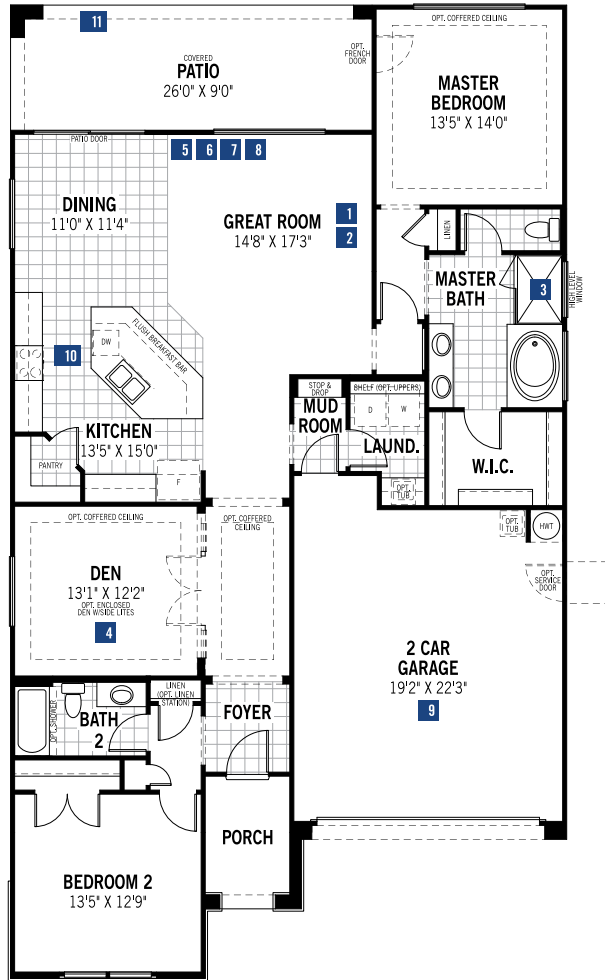 11
OPT. COFFERED CEILING
COVERED
PATIO
26'0" X 9'0"
OPT.
FRENCH
DOOR
MASTER
BEDROOM
13'5" X 14'0"
PATIO DOOR
5 6 7 8
DINING
11'0" X 11'4"
GREAT ROOM
14'8" X 17'3"
1
2
LINEN
MASTER
BATH
3
HIGH LEVEL
WINDOW
FLUSH BREAKFAST BAR
DW
10
KITCHEN
13'5" X 15'0"
PANTRY
F
STOP &
DROP
MUD
ROOM
SHELF (OPT. UPPERS)
D
W
LAUND.
OPT.
TUB
W.I.C.
OPT. COFFERED CEILING
DEN
13'1" X 12'2"
OPT. ENCLOSED
DEN W/SIDE LITES
4
OPT. COFFERED
CEILING
OPT.
TUB
HWT
OPT.
SERVICE
DOOR
2 CAR
GARAGE
19'2" X 22'3"
9
OPT. SHOWER
BATH
2
LINEN
(OPT. LINEN
STATION)
FOYER
PORCH
BEDROOM 2
13'5" X 12'9"